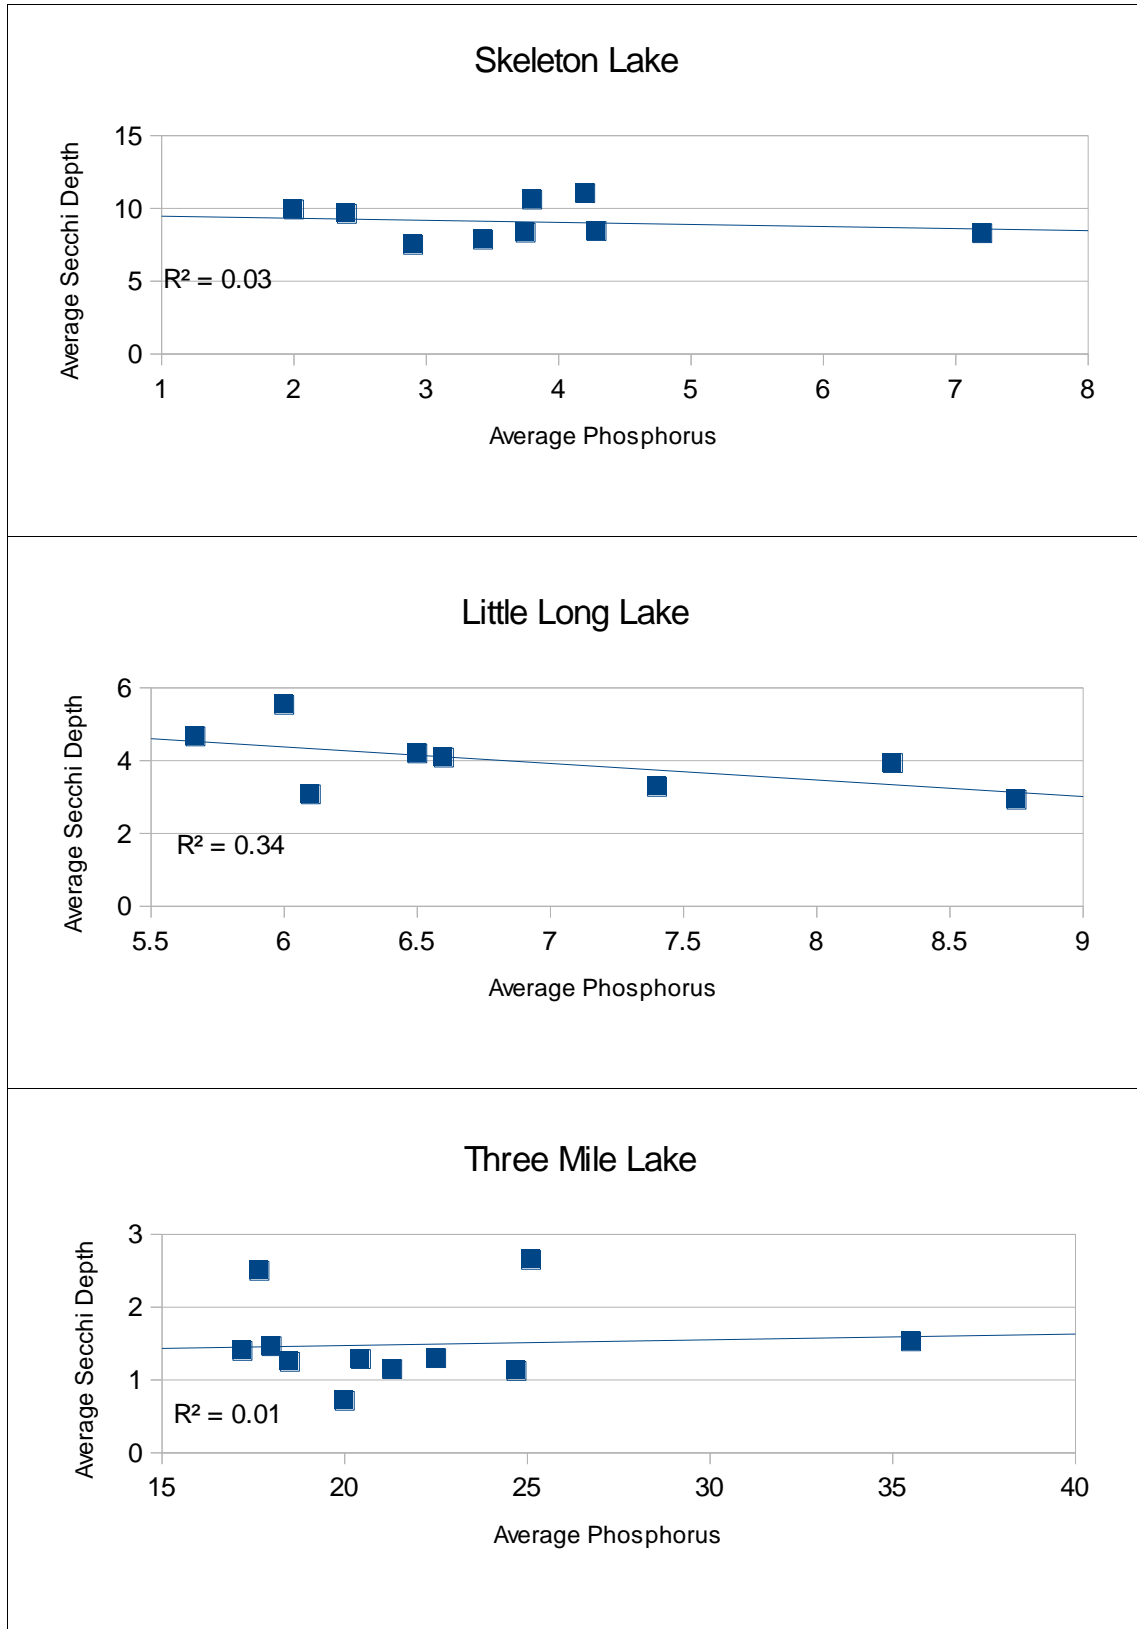 Skeleton Lake
Average Secchi Depth
15
10
5
0
R² = 0.03
1 2 3 4 5 6 7 8
Average Phosphorus
Little Long Lake
Average Secchi Depth
6
4
2
0
R² = 0.34
5.5 6 6.5 7 7.5 8 8.5 9
Average Phosphorus
Three Mile Lake
Average Secchi Depth
3
2
1
0
R² = 0.01
15 20 25 30 35 40
Average Phosphorus